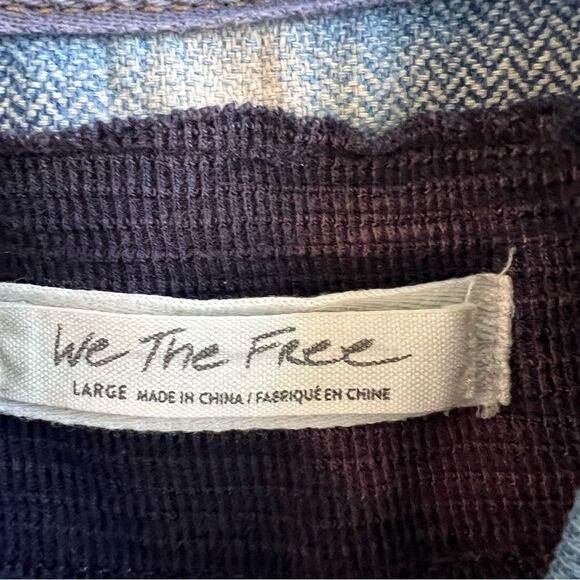 We The Free
LARGE MADE IN CHINA / FABRIQUÉ EN CHINE